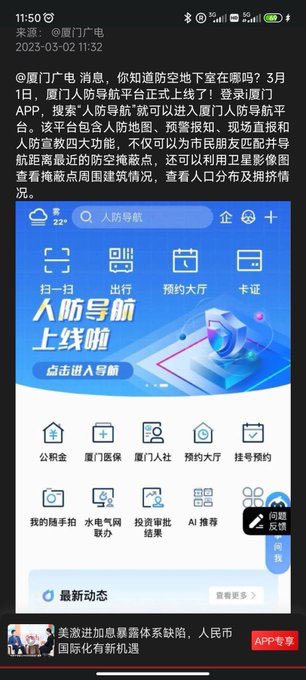 11:50
5G
5G
69
来源： @厦门广电
2023-03-02 11:32
@厦门广电 消息，你知道防空地下室在哪吗？3月
1日，厦门人防导航平台正式上线了！登录i厦门
APP，搜索“人防导航”就可以进入厦门人防导航平
台。该平台包含人防地图、预警报知、现场直报和
人防宣教四大功能，不仅可以为市民朋友匹配并导
航距离最近的防空掩蔽点，还可以利用卫星影像图
查看掩蔽点周围建筑情况，查看人口分布及拥挤情
况。
雾
22°
人防导航
企
扫一扫 出行 预约大厅 卡证
人防导航
上线啦
点击进入导航
公积金 厦门医保 厦门人社 预约大厅 挂号预约
我的随手拍 水电气网 投资审批 AI 推荐
联办 结果
问题
反馈
问我
最新动态
查看更多
美激进加息暴露体系缺陷，人民币
国际化有新机遇
APP专享